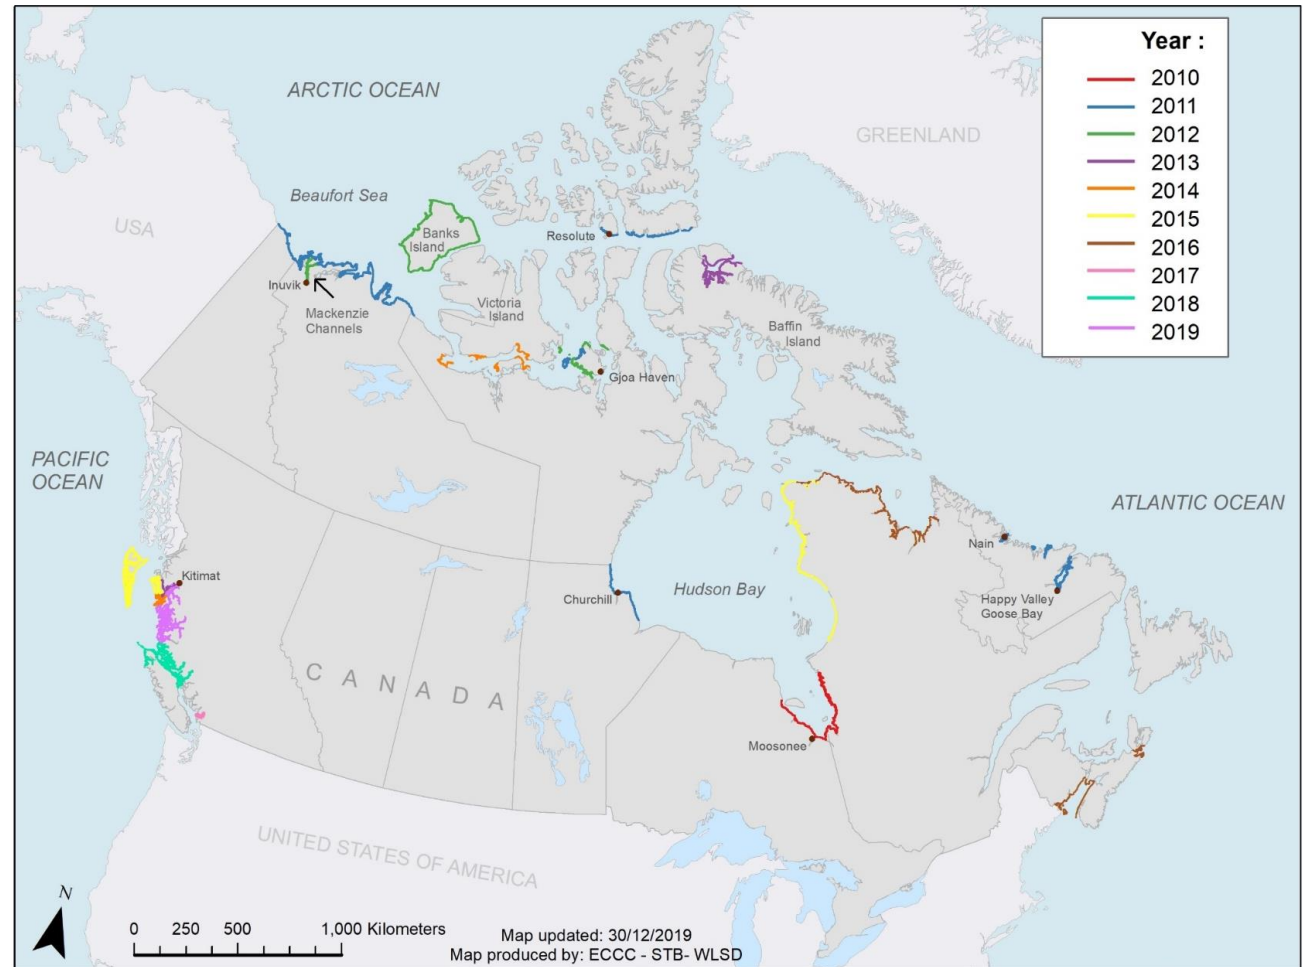 Year :
2010
2011
2012
2013
2014
2015
2016
2017
2018
2019
ARCTIC OCEAN
GREENLAND
Beaufort Sea
USA
Banks
Island
Resolute
Inuvik
Mackenzie
Channels
Victoria
Island
Baffin
Island
Gjoa Haven
PACIFIC
OCEAN
ATLANTIC OCEAN
Nain
Kitimat
Churchill
Hudson Bay
Happy Valley
Goose Bay
CANADA
Moosonee
UNITED STATES OF AMERICA
N
0 250 500 1,000 Kilometers
Map updated: 30/12/2019
Map produced by: ECCC - STB- WLSD